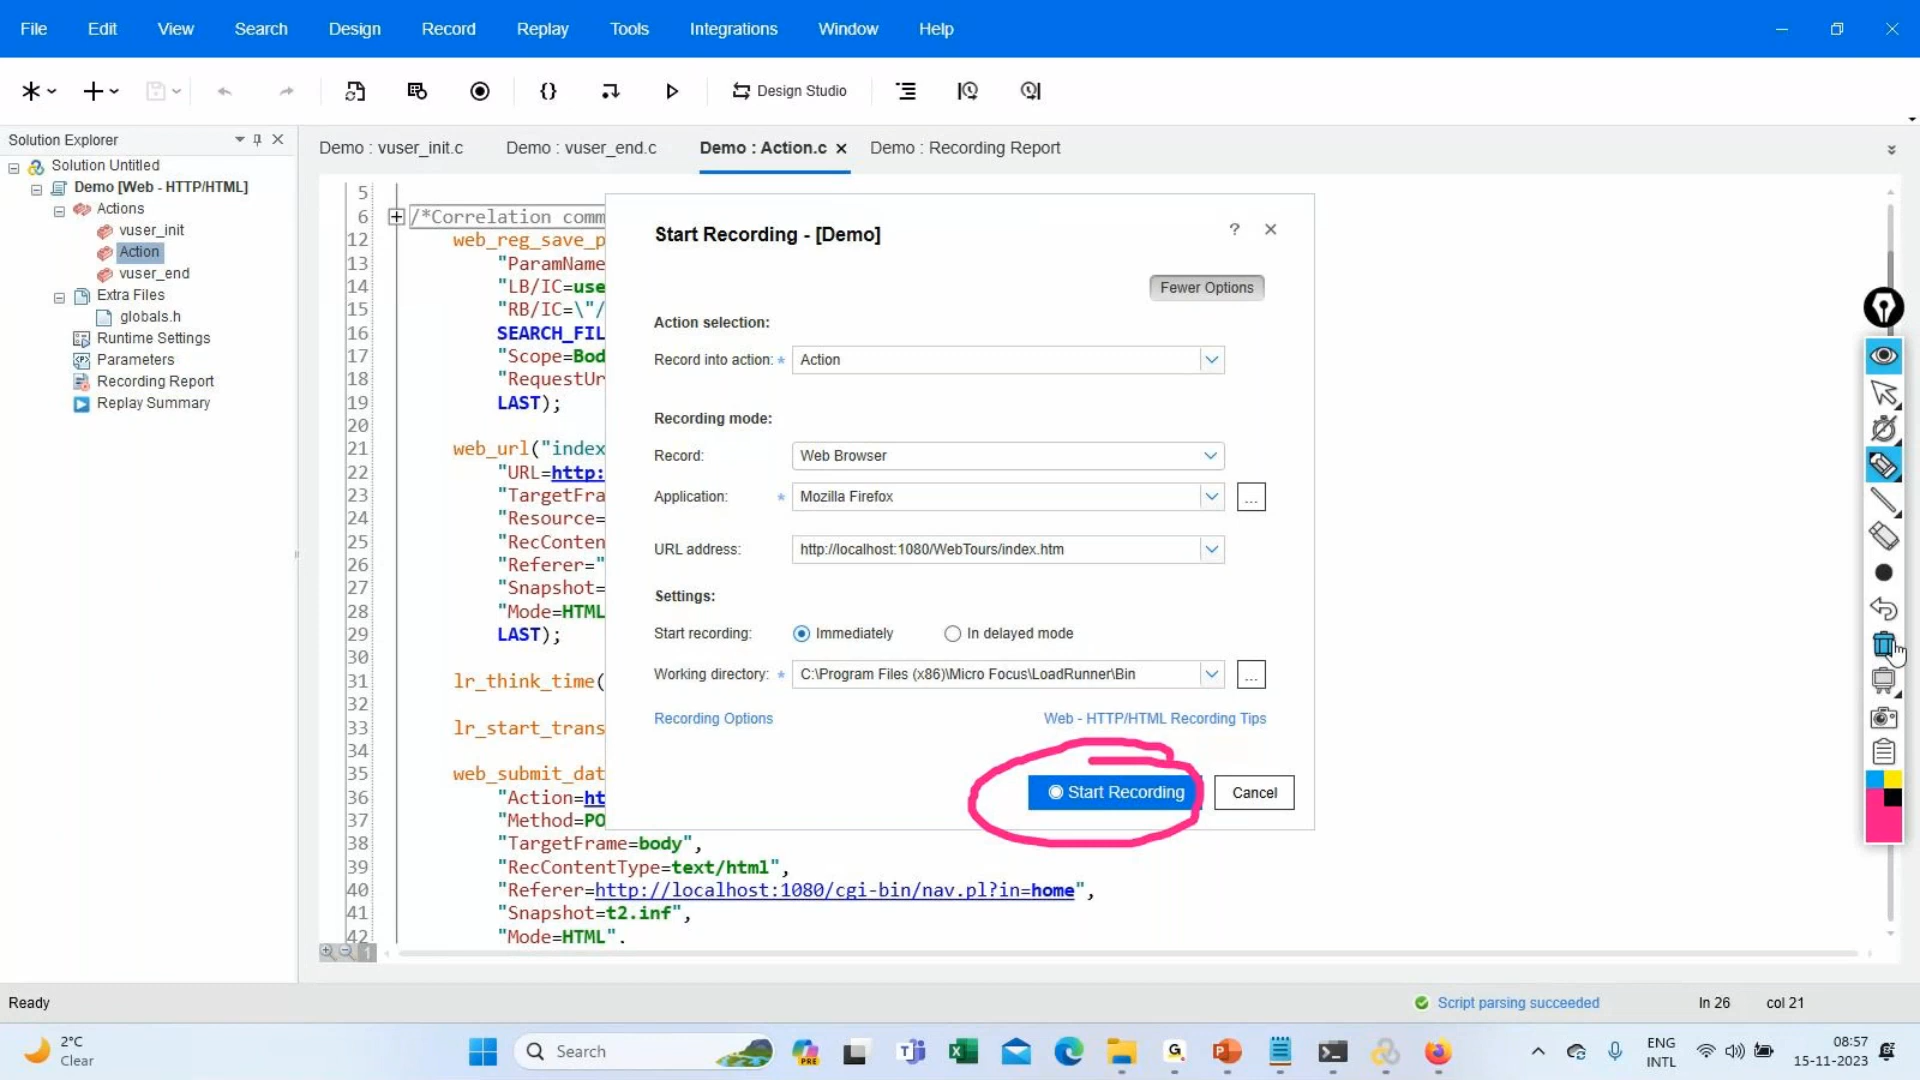 File Edit View Search Design Record Replay Tools Integrations Window Help
Design Studio
Solution Explorer
Solution Untitled
Demo [Web - HTTP/HTML]
Actions
vuser_init
Action
vuser_end
Extra Files
globals.h
Runtime Settings
Parameters
Recording Report
Replay Summary
Demo : vuser_init.c Demo : vuser_end.c Demo : Action.c Demo : Recording Report
5
6 /*Correlation comm
12 web_reg_save_p
13 "ParamName
14 "LB/IC=use
15 "RB/IC=\"/
16 SEARCH_FIL
17 "Scope=Bod
18 "RequestUr
19 LAST);
20
21 web_url("index
22 "URL=http:
23 "TargetFra
24 "Resource=
25 "RecConten
26 "Referer="
27 "Snapshot=
28 "Mode=HTML
29 LAST);
30
31 lr_think_time(
32
33 lr_start_trans
34
35 web_submit_dat
36 "Action=ht
37 "Method=PO
38 "TargetFrame=body",
39 "RecContentType=text/html",
40 "Referer=http://localhost:1080/cgi-bin/nav.pl?in=home",
41 "Snapshot=t2.inf",
42 "Mode=HTML".
1
Start Recording - [Demo]
?
Fewer Options
Action selection:
Record into action: * Action
Recording mode:
Record: Web Browser
Application: * Mozilla Firefox ...
URL address: http://localhost:1080/WebTours/index.htm
Settings:
Start recording: Immediately In delayed mode
Working directory: * C:\Program Files (x86)\Micro Focus\LoadRunner\Bin ...
Recording Options Web - HTTP/HTML Recording Tips
Start Recording Cancel
Ready Script parsing succeeded ln 26 col 21
2°C
Clear
Search
PRE
ENG
INTL
08:57
15-11-2023